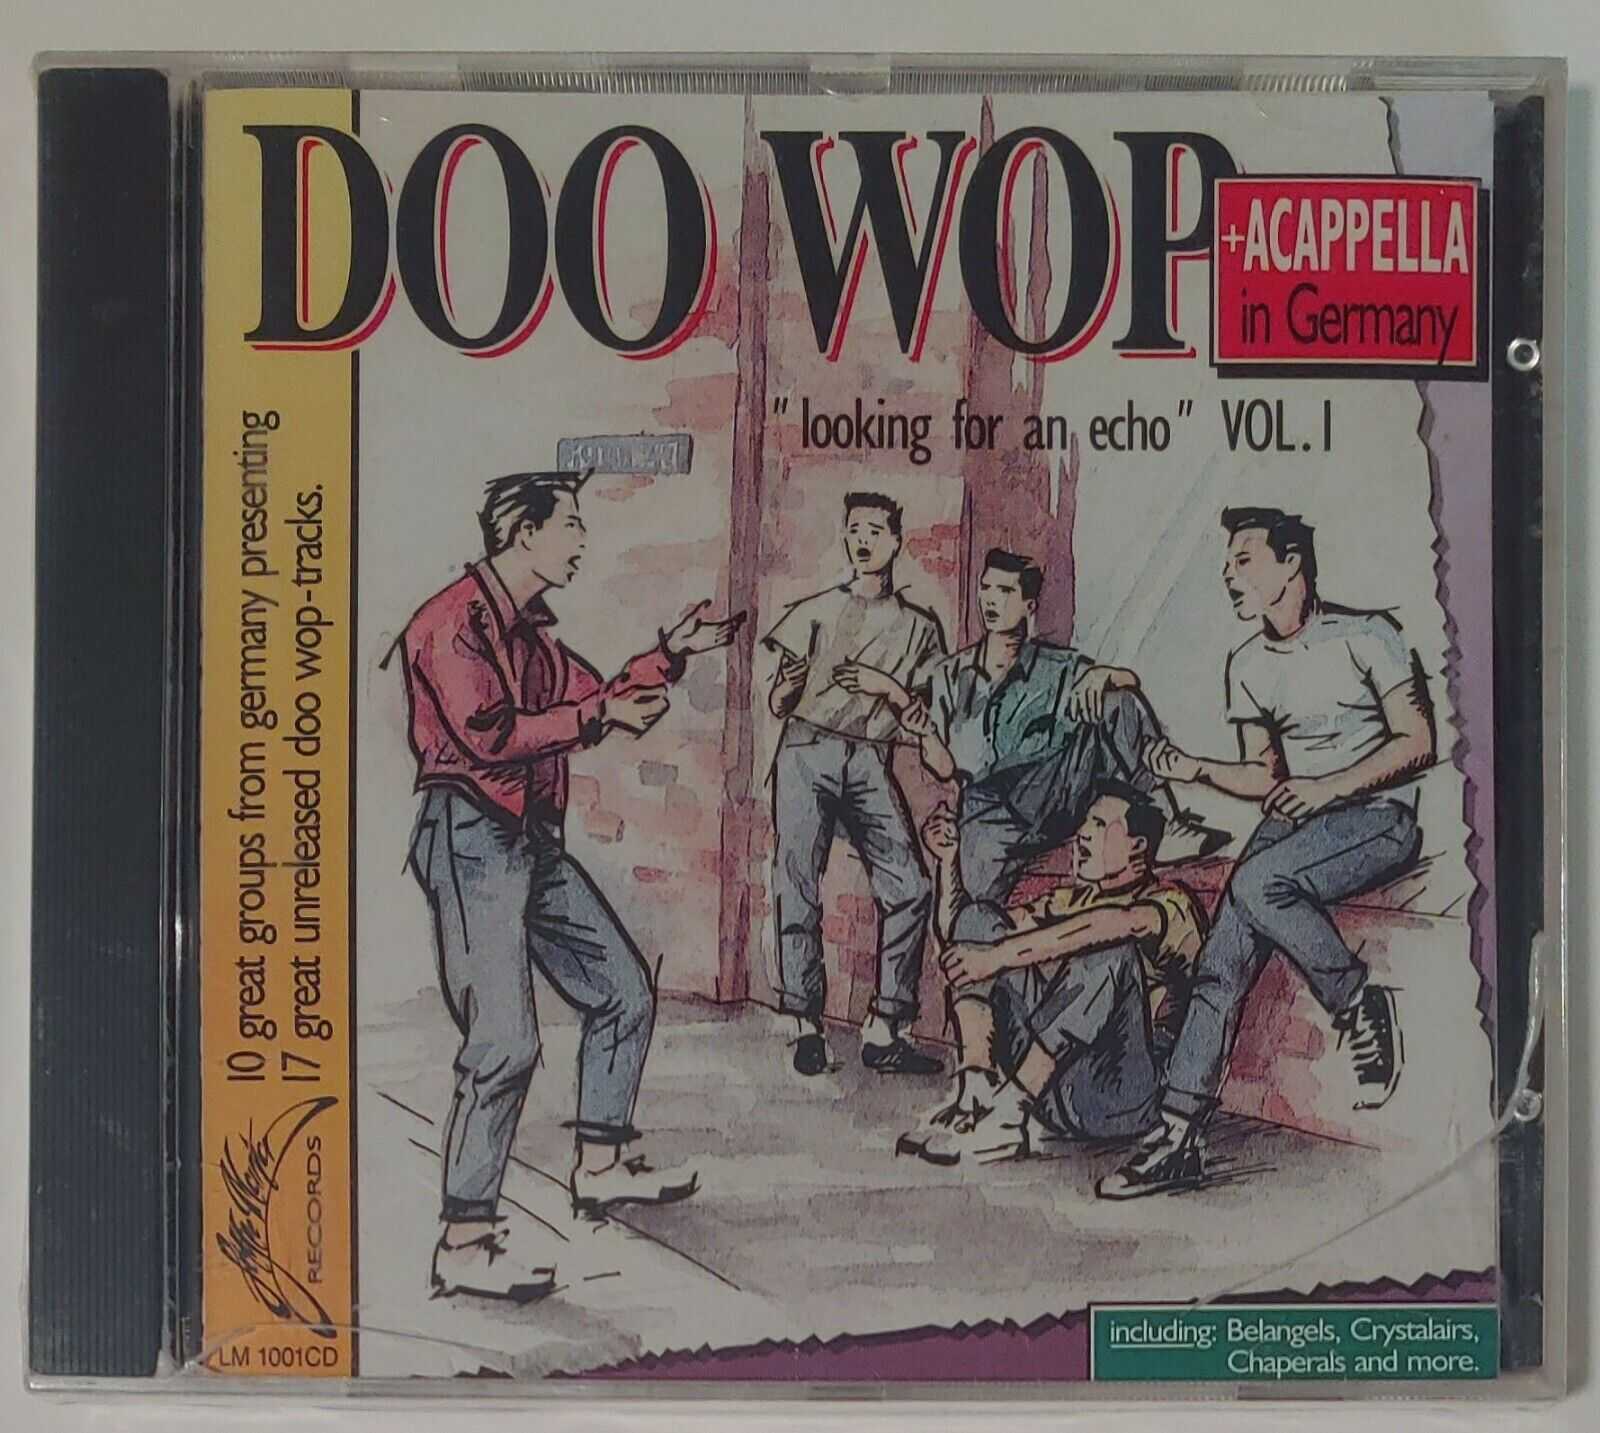 DOO WOP
+ACAPPELLA
in Germany
"looking for an echo" VOL. 1
10 great groups from germany presenting
17 great unreleased doo wop-tracks.
RECORDS
LM 1001CD
including: Belangels, Crystalairs,
Chaperals and more.